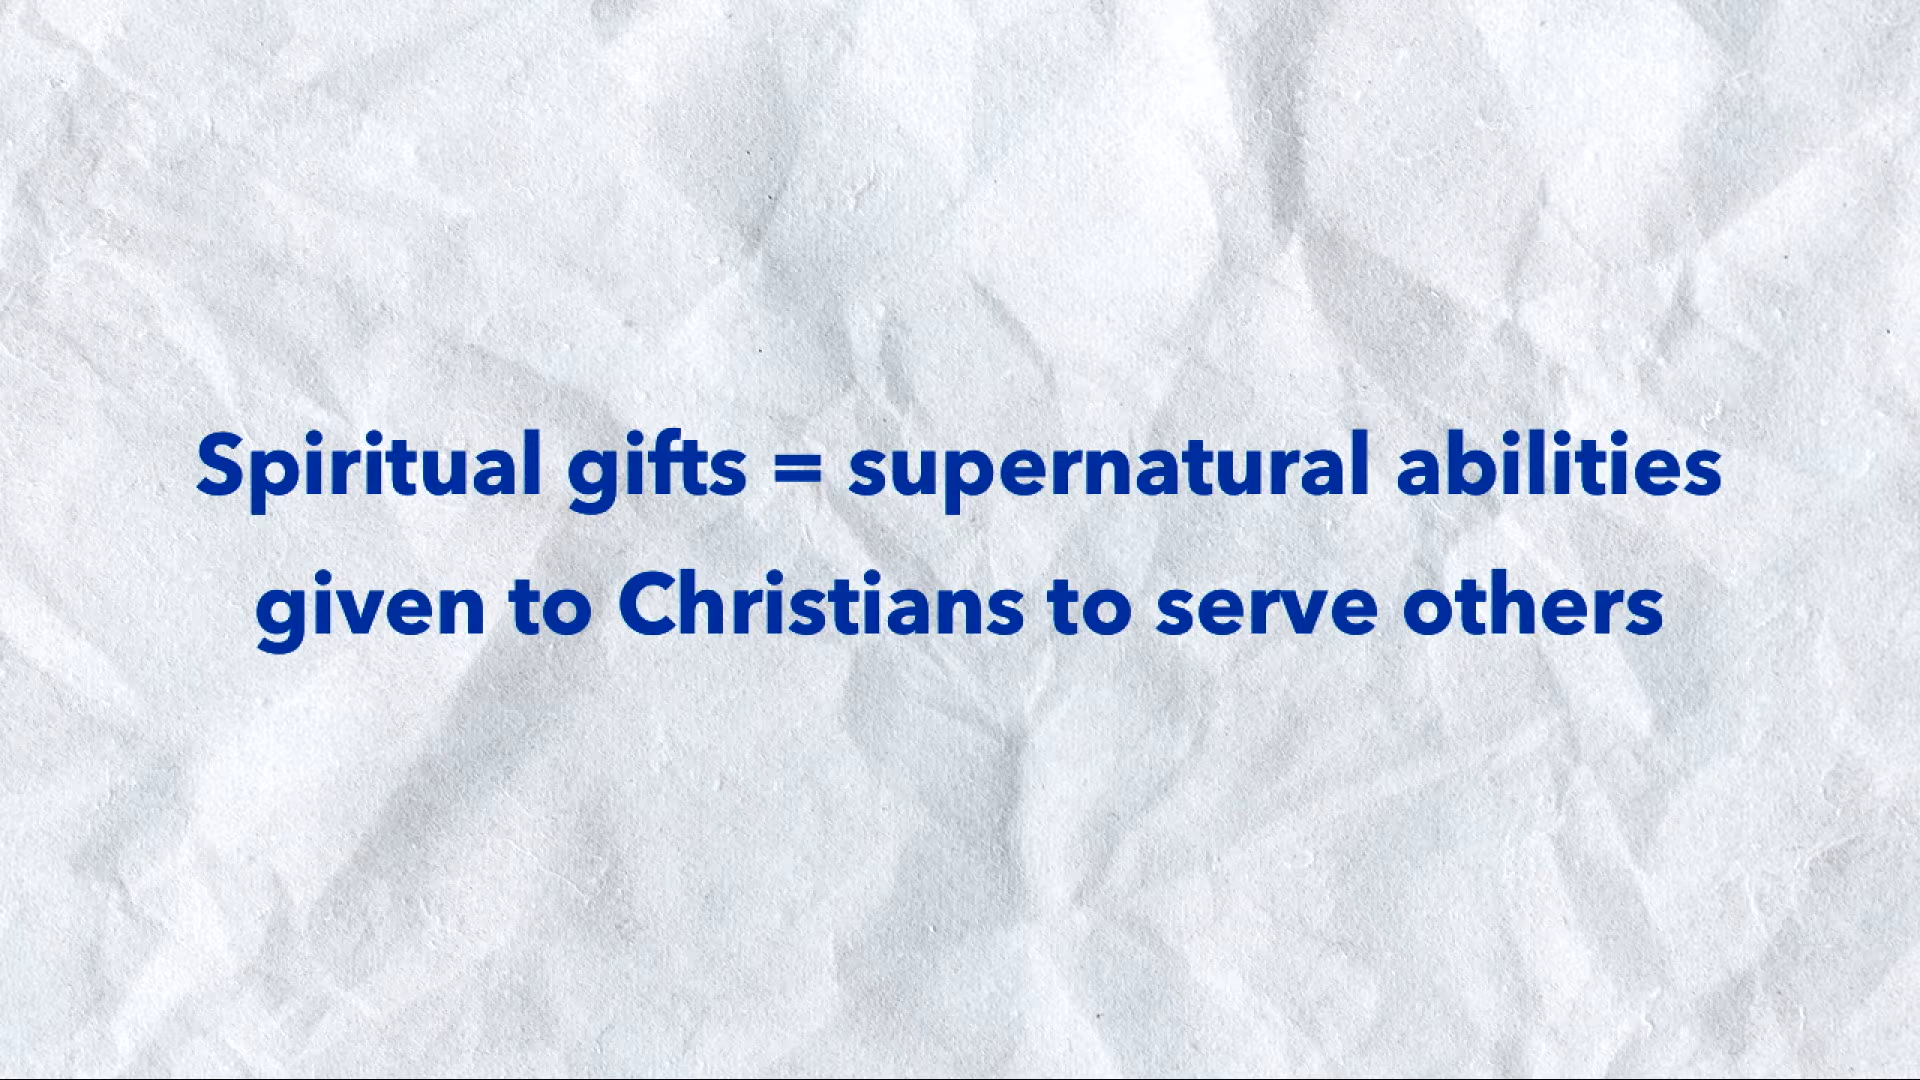 Spiritual gifts = supernatural abilities
given to Christians to serve others